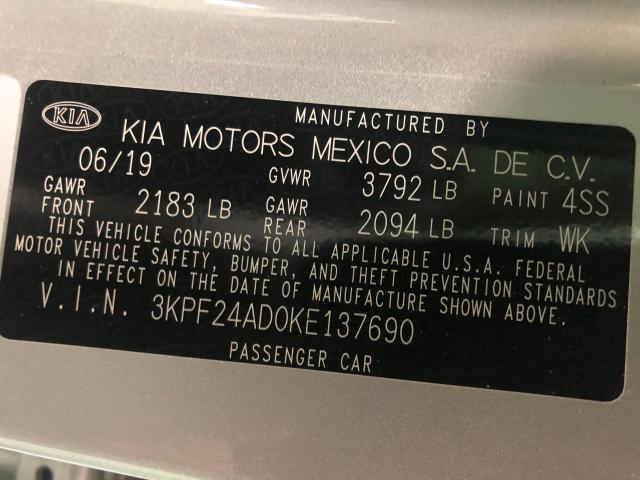 MANUFACTURED BY
KIA KIA MOTORS MEXICO S.A. DE C.V.
06/19 GVWR 3792 LB PAINT 4SS
GAWR FRONT 2183 LB GAWR REAR 2094 LB TRIM WK
THIS VEHICLE CONFORMS TO ALL APPLICABLE U.S.A. FEDERAL
MOTOR VEHICLE SAFETY, BUMPER, AND THEFT PREVENTION STANDARDS
IN EFFECT ON THE DATE OF MANUFACTURE SHOWN ABOVE.
V.I.N. 3KPF24AD0KE137690
PASSENGER CAR